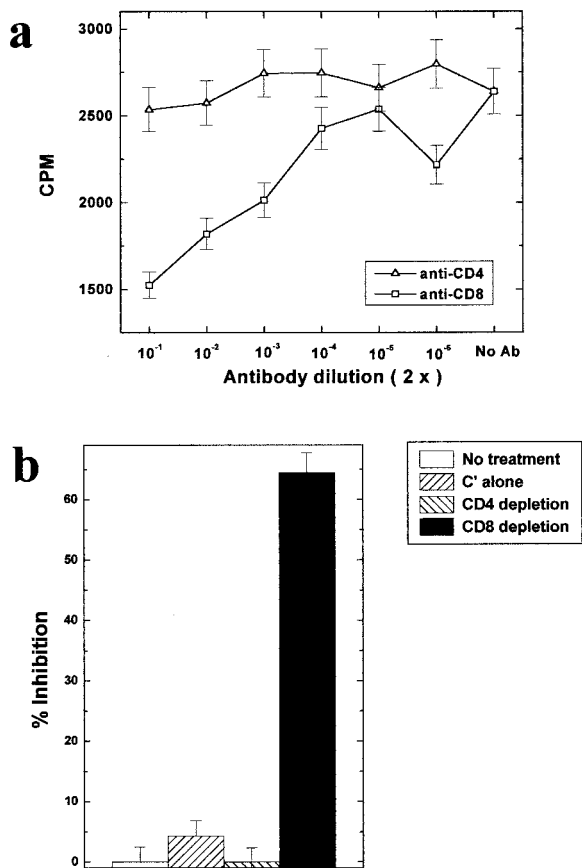 a
3000
2500
2000
1500
CPM
anti-CD4
anti-CD8
10-1 10-2 10-3 10-4 10-5 10-5 No Ab
Antibody dilution ( 2 x )
b
No treatment
C' alone
CD4 depletion
CD8 depletion
60
50
40
30
20
10
0
% Inhibition